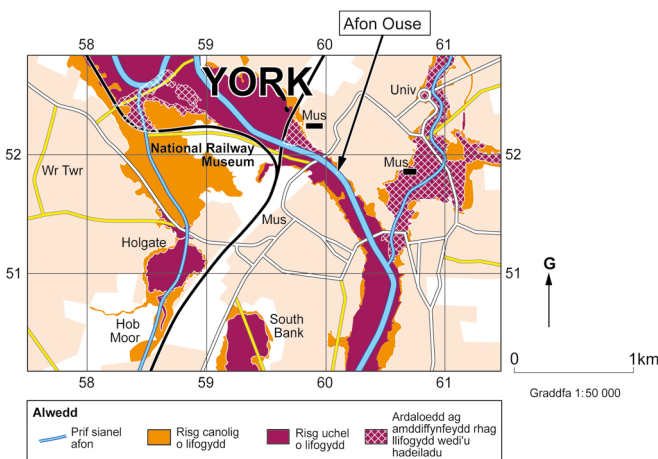 Afon Ouse
58
59
60
61
YORK
Univ
Mus
52
National Railway
Museum
Mus
52
Wr Twr
Mus
Holgate
51
51
Hob
Moor
South
Bank
58
59
60
61
G
0
1km
Graddfa 1:50 000
Alwedd
Prif sianel
afon
Risg canolig
o lifogydd
Risg uchel
o lifogydd
Ardaloedd ag
amddiffynfeydd rhag
llifogydd wedi'u
hadeiladu